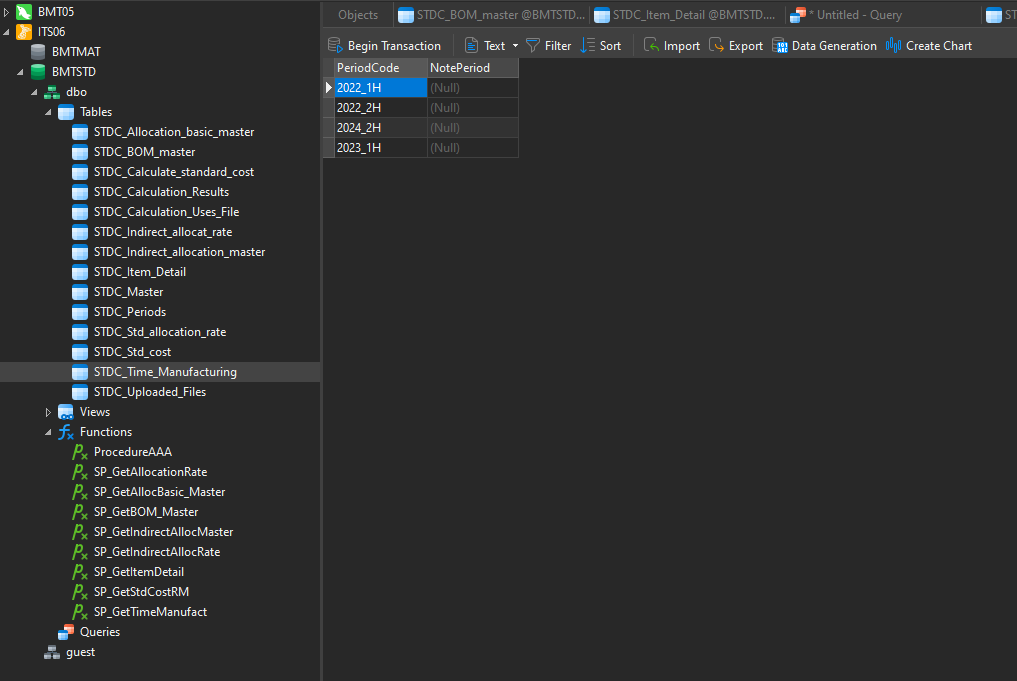 BMT05
ITS06
BMTMAT
BMTSTD
dbo
Tables
STDC_Allocation_basic_master
STDC_BOM_master
STDC_Calculate_standard_cost
STDC_Calculation_Results
STDC_Calculation_Uses_File
STDC_Indirect_allocat_rate
STDC_Indirect_allocation_master
STDC_Item_Detail
STDC_Master
STDC_Periods
STDC_Std_allocation_rate
STDC_Std_cost
STDC_Time_Manufacturing
STDC_Uploaded_Files
Views
Functions
ProcedureAAA
SP_GetAllocationRate
SP_GetAllocBasic_Master
SP_GetBOM_Master
SP_GetIndirectAllocMaster
SP_GetIndirectAllocRate
SP_GetItemDetail
SP_GetStdCostRM
SP_GetTimeManufact
Queries
guest
Objects STDC_BOM_master @BMTSTD... STDC_Item_Detail @BMTSTD.... * Untitled - Query ST
Begin Transaction Text Filter Sort Import Export Data Generation Create Chart
PeriodCode NotePeriod
2022_1H (Null)
2022_2H (Null)
2024_2H (Null)
2023_1H (Null)